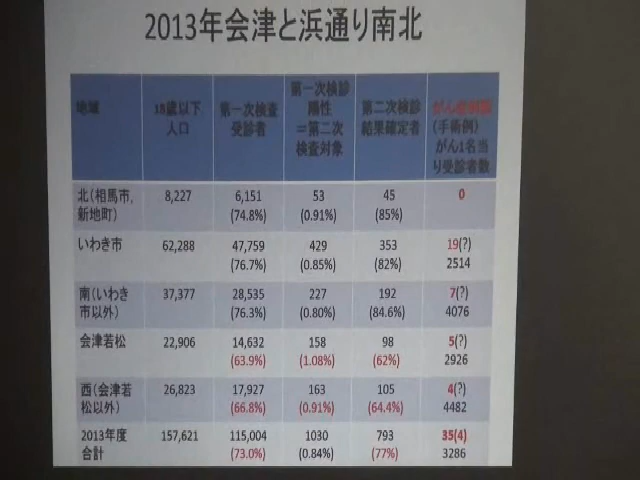 2013年会津と浜通り南北
地域
18歳以下
人口
第一次検査
受診者
第一次検診
陽性
＝第二次
検査対象
第二次検診
結果確定者
(手術例)
がん1名当
り受診者数
北(相馬市,
新地町)
8,227
6,151
(74.8%)
53
(0.91%)
45
(85%)
0
いわき市
62,288
47,759
(76.7%)
429
(0.85%)
353
(82%)
19(?)
2514
南(いわき
市以外)
37,377
28,535
(76.3%)
227
(0.80%)
192
(84.6%)
7(?)
4076
会津若松
22,906
14,632
(63.9%)
158
(1.08%)
98
(62%)
5(?)
2926
西(会津若
松以外)
26,823
17,927
(66.8%)
163
(0.91%)
105
(64.4%)
4(?)
4482
2013年度
合計
157,621
115,004
(73.0%)
1030
(0.84%)
793
(77%)
35(4)
3286